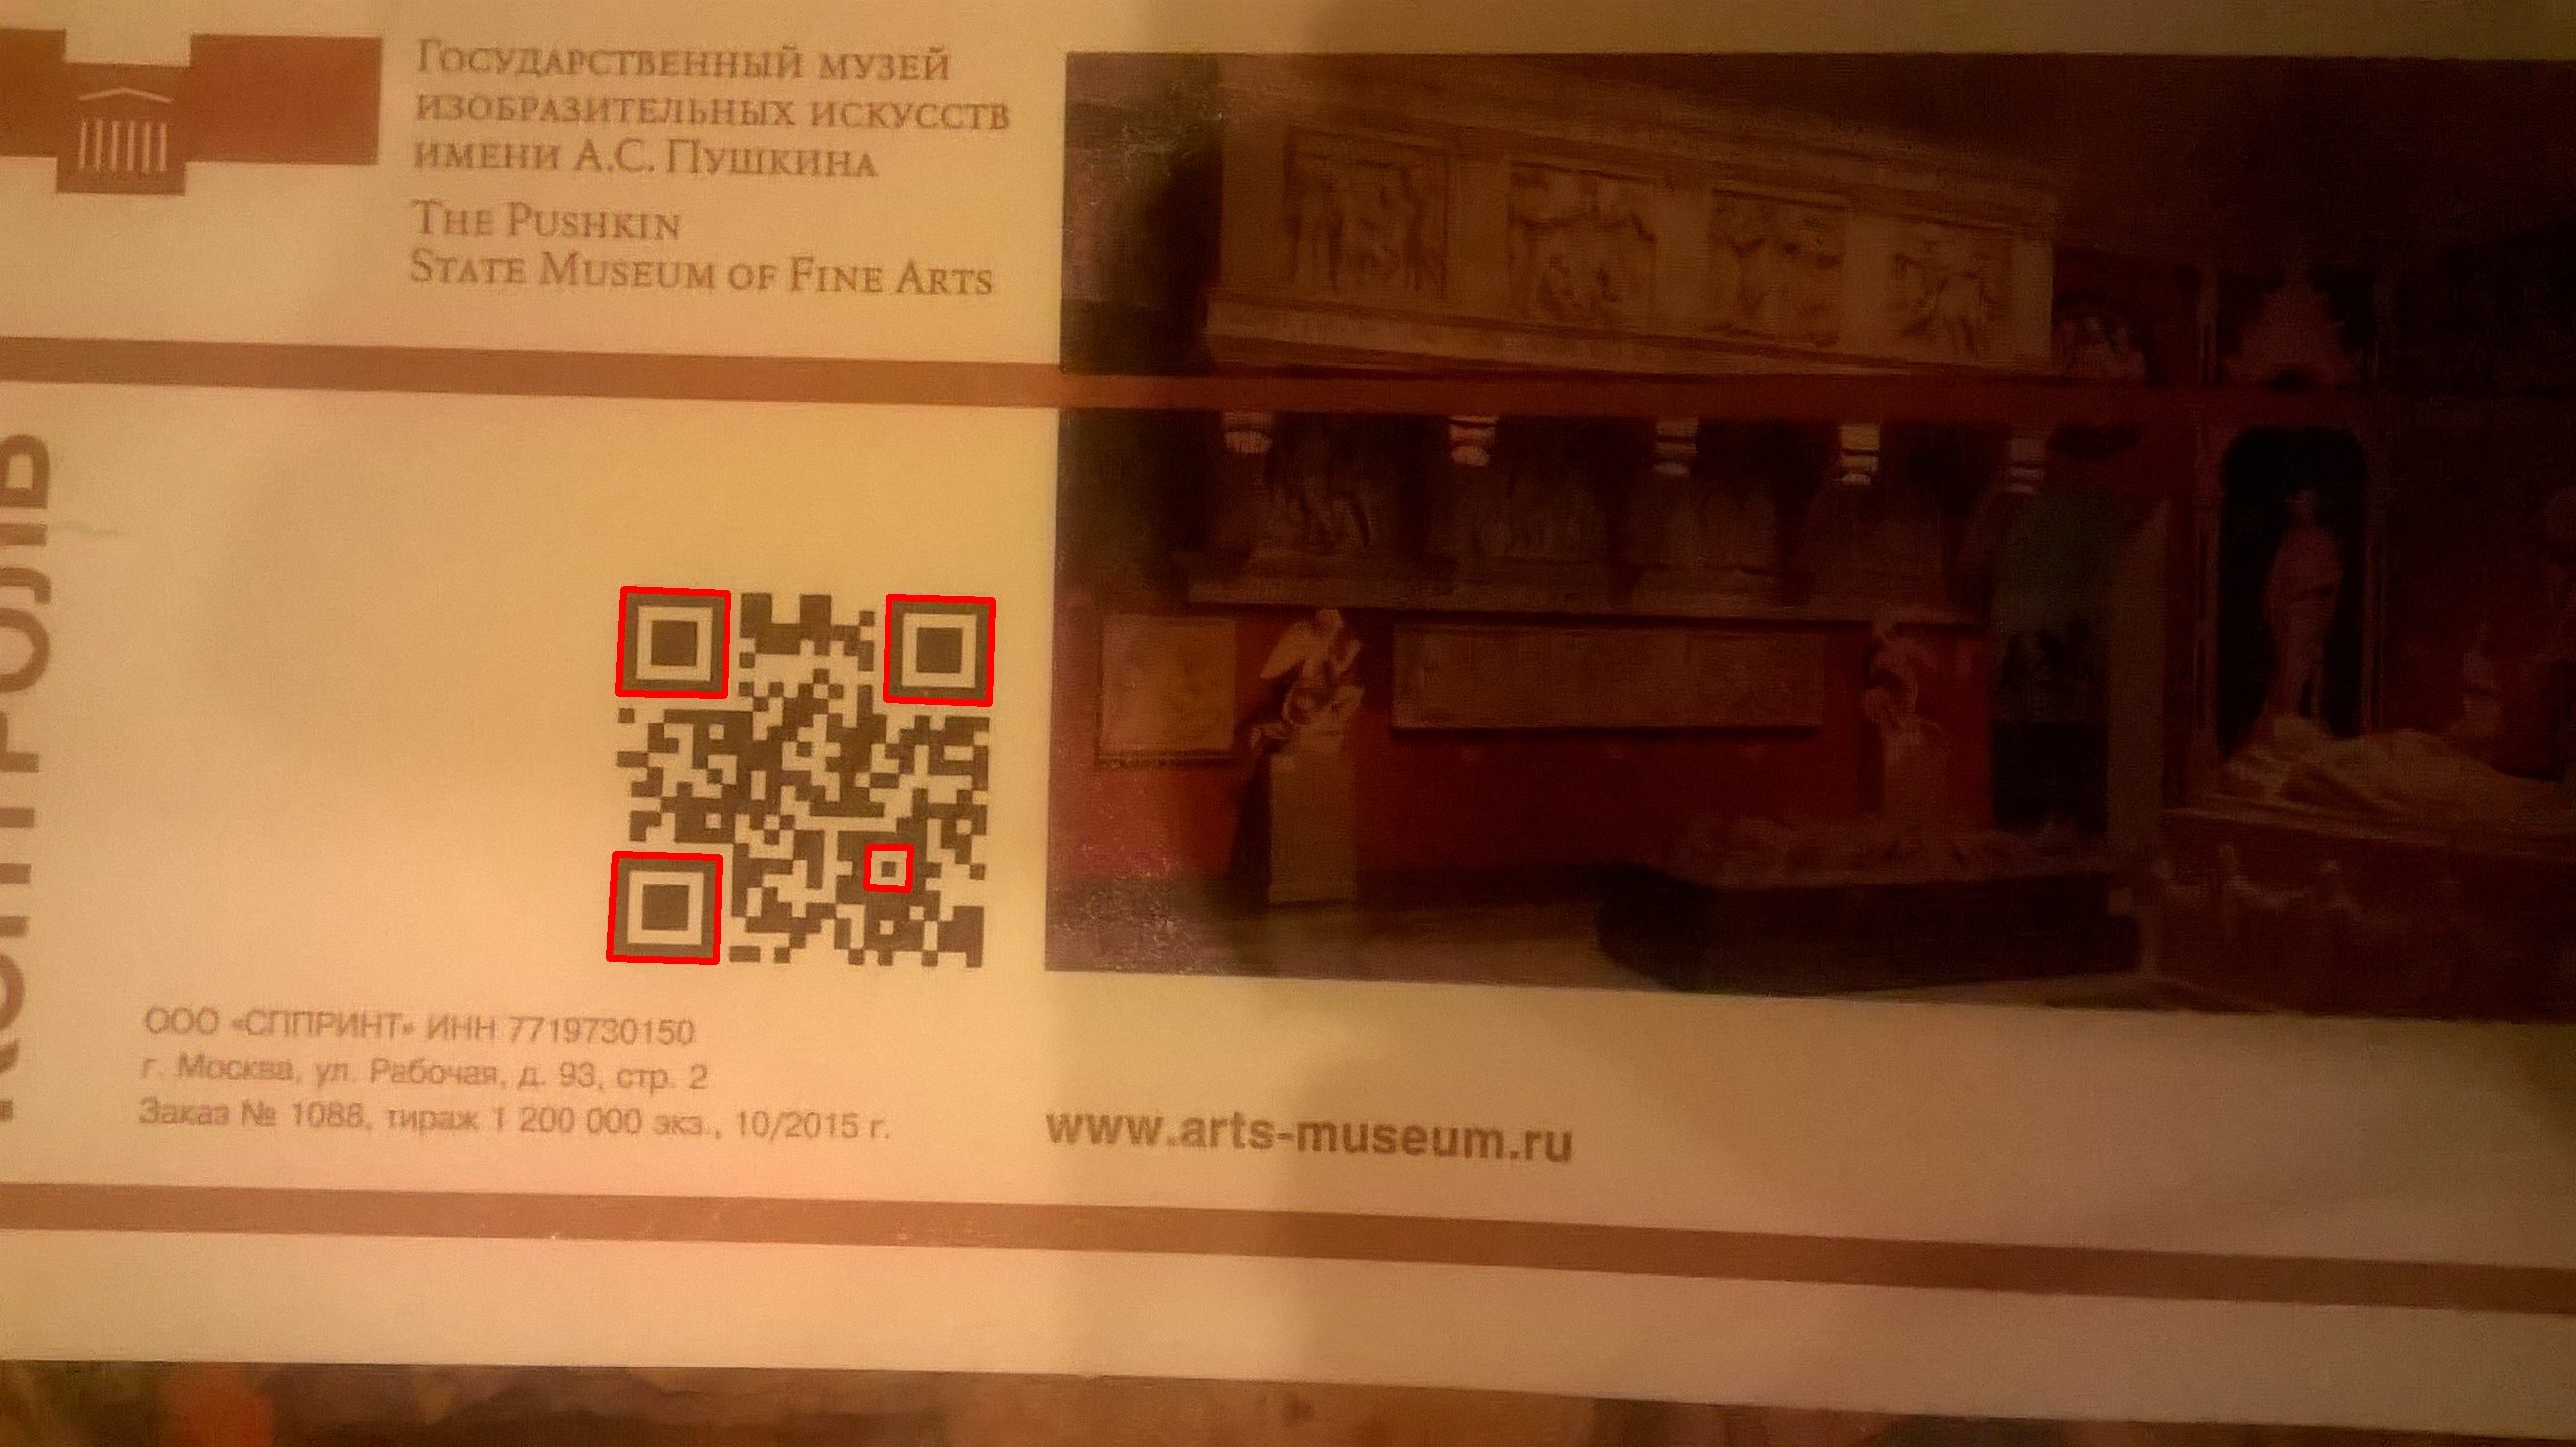 ГОСУДАРСТВЕННЫЙ МУЗЕЙ
ИЗОБРАЗИТЕЛЬНЫХ ИСКУССТВ
ИМЕНИ А.С. ПУШКИНА
THE PUSHKIN
STATE MUSEUM OF FINE ARTS
КОНТРОЛЬ
ООО «СППРИНТ» ИНН 7719730150
г. Москва, ул. Рабочая, д. 93, стр. 2
Заказ № 1088, тираж 1 200 000 экз., 10/2015 г.
www.arts-museum.ru